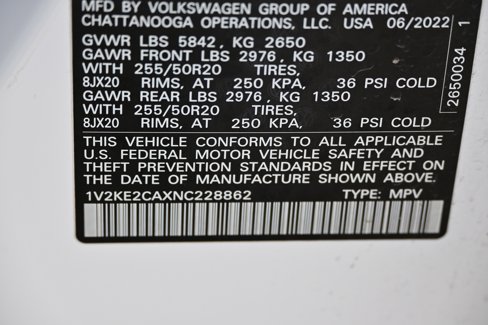 MFD BY VOLKSWAGEN GROUP OF AMERICA
CHATTANOOGA OPERATIONS, LLC. USA 06/2022
GVWR LBS 5842, KG 2650
GAWR FRONT LBS 2976, KG 1350
WITH 255/50R20 TIRES,
8JX20 RIMS, AT 250 KPA, 36 PSI COLD
GAWR REAR LBS 2976, KG 1350
WITH 255/50R20 TIRES,
8JX20 RIMS, AT 250 KPA, 36 PSI COLD
THIS VEHICLE CONFORMS TO ALL APPLICABLE
U.S. FEDERAL MOTOR VEHICLE SAFETY AND
THEFT PREVENTION STANDARDS IN EFFECT ON
THE DATE OF MANUFACTURE SHOWN ABOVE.
1V2KE2CAXNC228862 TYPE: MPV
2650034 1